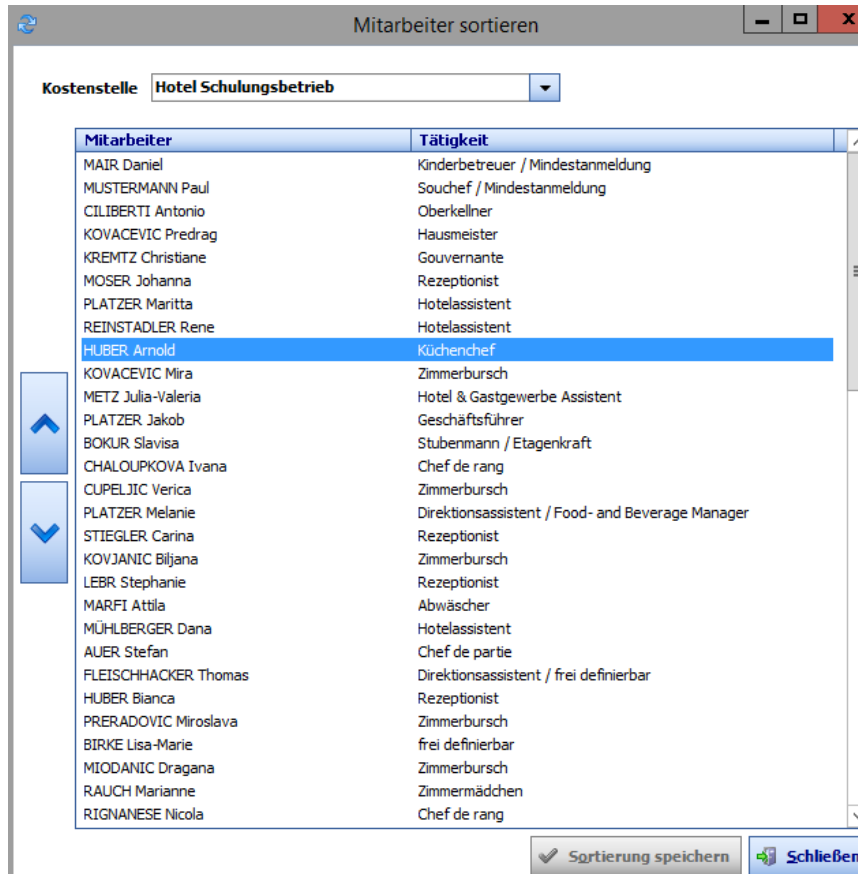 Mitarbeiter sortieren
Kostenstelle Hotel Schulungsbetrieb
Mitarbeiter Tätigkeit
MAIR Daniel Kinderbetreuer / Mindestanmeldung
MUSTERMANN Paul Souchef / Mindestanmeldung
CILIBERTI Antonio Oberkellner
KOVACEVIC Predrag Hausmeister
KREMTZ Christiane Gouvernante
MOSER Johanna Rezeptionist
PLATZER Maritta Hotelassistent
REINSTADLER Rene Hotelassistent
HUBER Arnold Küchenchef
KOVACEVIC Mira Zimmerbursch
METZ Julia-Valeria Hotel & Gastgewerbe Assistent
PLATZER Jakob Geschäftsführer
BOKUR Slavisa Stubenmann / Etagenkraft
CHALOUPKOVA Ivana Chef de rang
CUPELJIC Verica Zimmerbursch
PLATZER Melanie Direktionsassistent / Food- and Beverage Manager
STIEGLER Carina Rezeptionist
KOVJANIC Biljana Zimmerbursch
LEBR Stephanie Rezeptionist
MARFI Attila Abwäscher
MÜHLBERGER Dana Hotelassistent
AUER Stefan Chef de partie
FLEISCHHACKER Thomas Direktionsassistent / frei definierbar
HUBER Bianca Rezeptionist
PRERADOVIC Miroslava Zimmerbursch
BIRKE Lisa-Marie frei definierbar
MIODANIC Dragana Zimmerbursch
RAUCH Marianne Zimmermädchen
RIGNANESE Nicola Chef de rang
Sortierung speichern Schließen